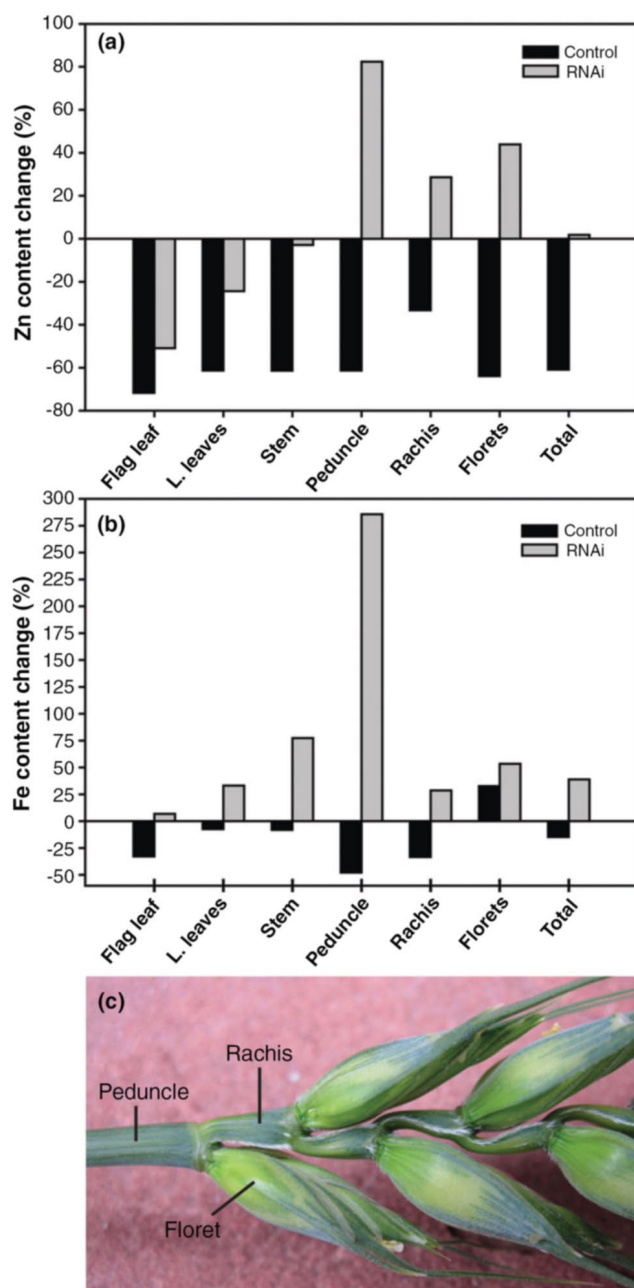 (a)
Control
RNAi
Zn content change (%)
100
80
60
40
20
0
-20
-40
-60
-80
Flag leaf
L. leaves
Stem
Peduncle
Rachis
Florets
Total
(b)
Control
RNAi
Fe content change (%)
300
275
250
225
200
175
150
125
100
75
50
25
0
-25
-50
Flag leaf
L. leaves
Stem
Peduncle
Rachis
Florets
Total
(c)
Rachis
Peduncle
Floret